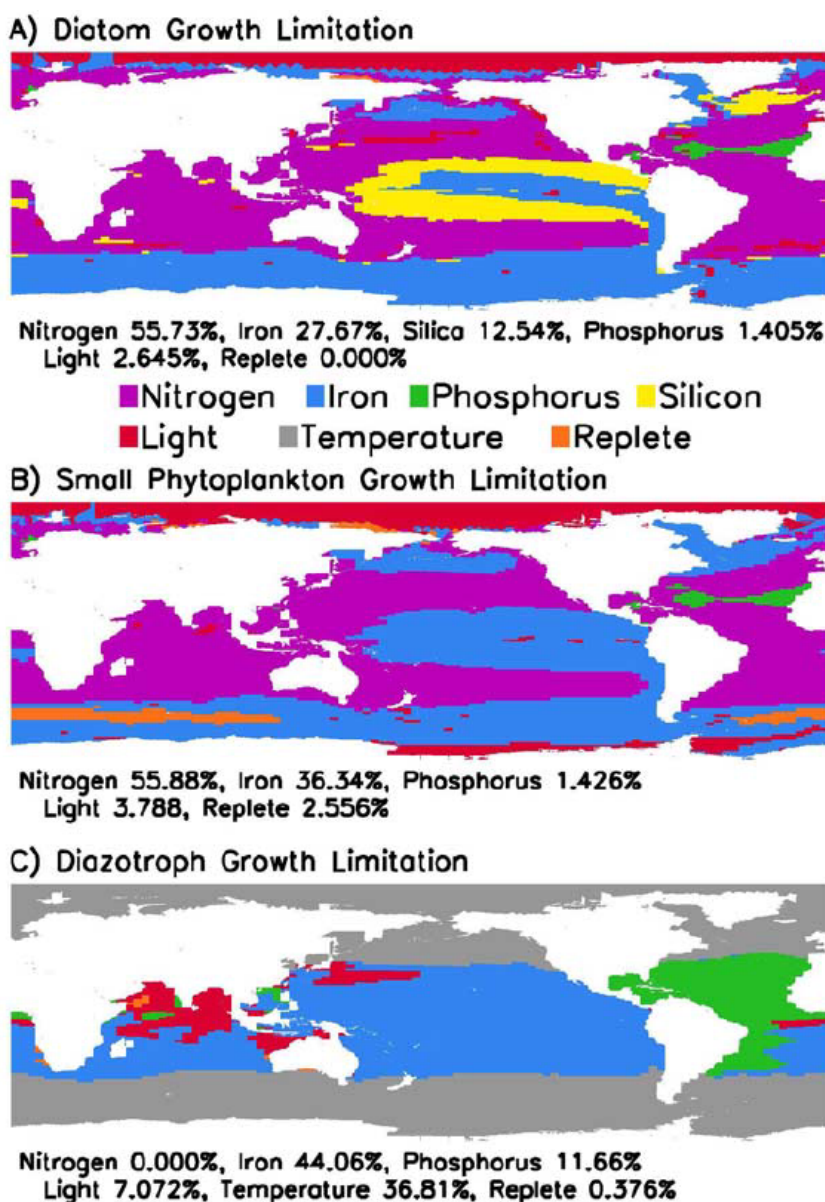 A) Diatom Growth Limitation
Nitrogen 55.73%, Iron 27.67%, Silica 12.54%, Phosphorus 1.405%
Light 2.645%, Replete 0.000%
Nitrogen Iron Phosphorus Silicon
Light Temperature Replete
B) Small Phytoplankton Growth Limitation
Nitrogen 55.88%, Iron 36.34%, Phosphorus 1.426%
Light 3.788, Replete 2.556%
C) Diazotroph Growth Limitation
Nitrogen 0.000%, Iron 44.06%, Phosphorus 11.66%
Light 7.072%, Temperature 36.81%, Replete 0.376%